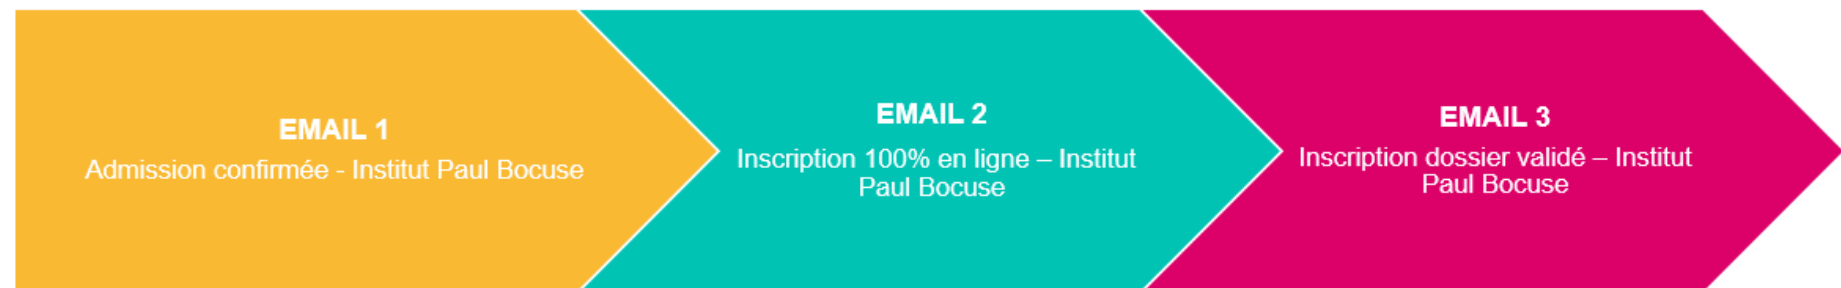 EMAIL 1
Admission confirmée - Institut Paul Bocuse
EMAIL 2
Inscription 100% en ligne – Institut
Paul Bocuse
EMAIL 3
Inscription dossier validé – Institut
Paul Bocuse